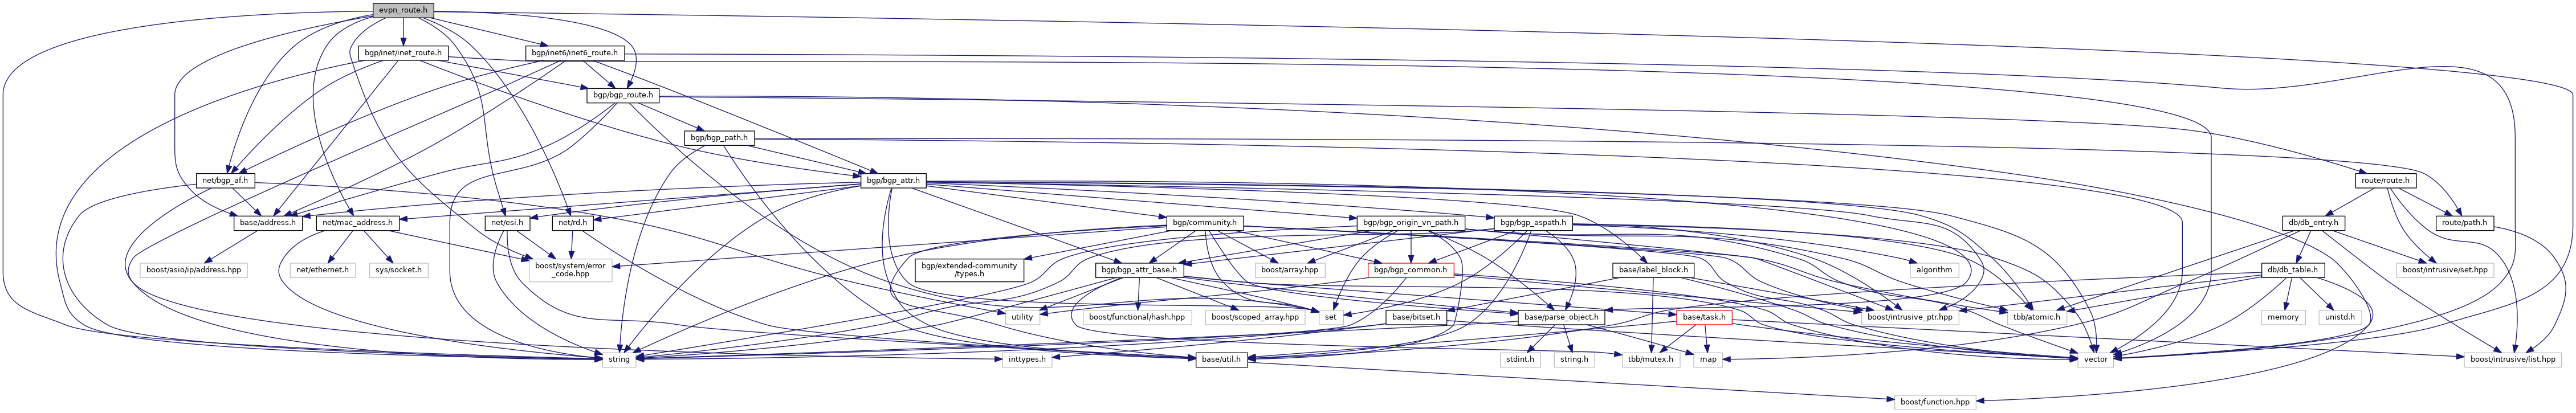 evpn_route.h
bgp/inet/inet_route.h
bgp/inet6/inet6_route.h
bgp/bgp_route.h
bgp/bgp_path.h
net/bgp_af.h
bgp/bgp_attr.h
route/route.h
base/address.h
net/mac_address.h
net/esi.h
net/rd.h
bgp/community.h
bgp/bgp_origin_vn_path.h
bgp/bgp_aspath.h
db/db_entry.h
route/path.h
boost/asio/ip/address.hpp
net/ethernet.h
sys/socket.h
boost/system/error
_code.hpp
bgp/extended-community
/types.h
bgp/bgp_attr_base.h
boost/array.hpp
bgp/bgp_common.h
base/label_block.h
algorithm
db/db_table.h
boost/intrusive/set.hpp
utility
boost/functional/hash.hpp
boost/scoped_array.hpp
set
base/bitset.h
base/parse_object.h
base/task.h
boost/intrusive_ptr.hpp
tbb/atomic.h
memory
unistd.h
string
inttypes.h
base/util.h
stdint.h
string.h
tbb/mutex.h
map
vector
boost/intrusive/list.hpp
boost/function.hpp